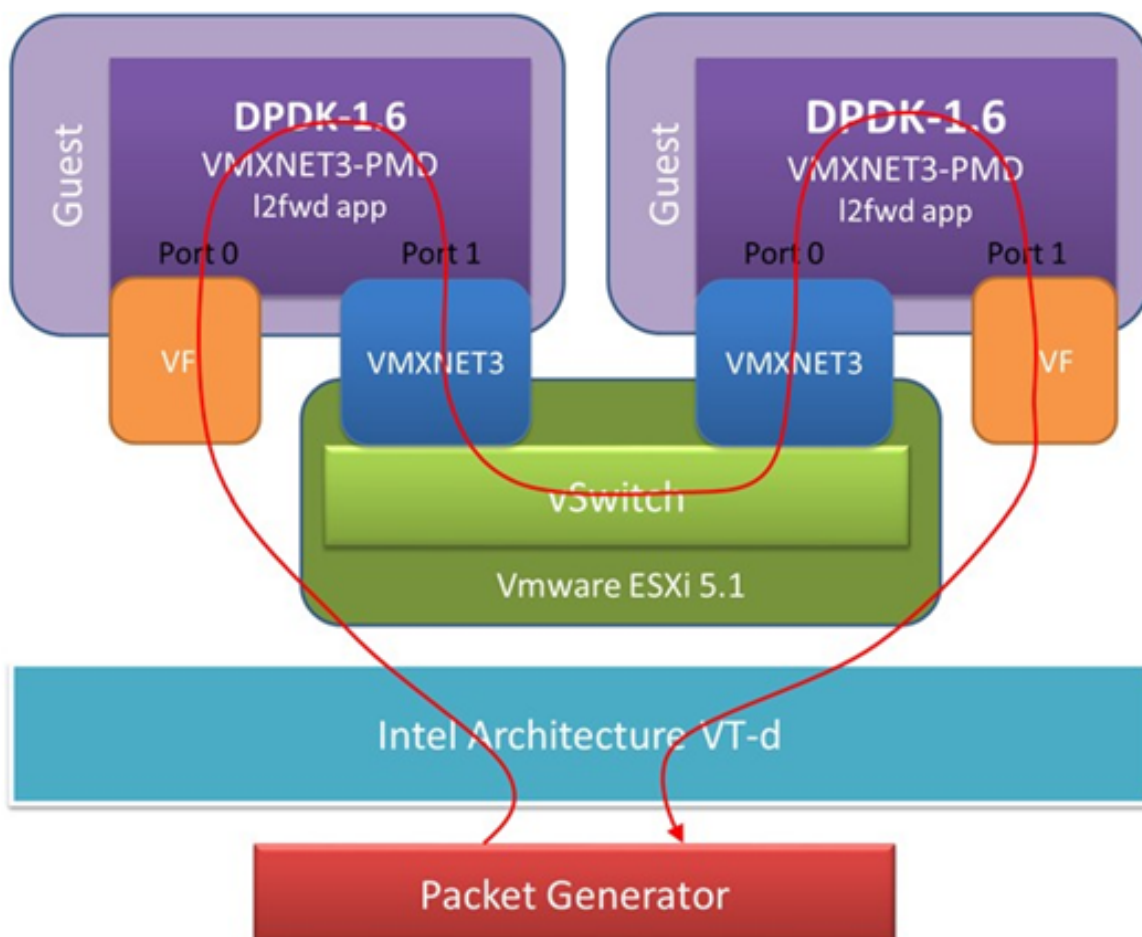 Guest
DPDK-1.6
VMXNET3-PMD
l2fwd app
Port 0
Port 1
VF
VMXNET3
Guest
DPDK-1.6
VMXNET3-PMD
l2fwd app
Port 0
Port 1
VMXNET3
VF
vSwitch
Vmware ESXi 5.1
Intel Architecture VT-d
Packet Generator